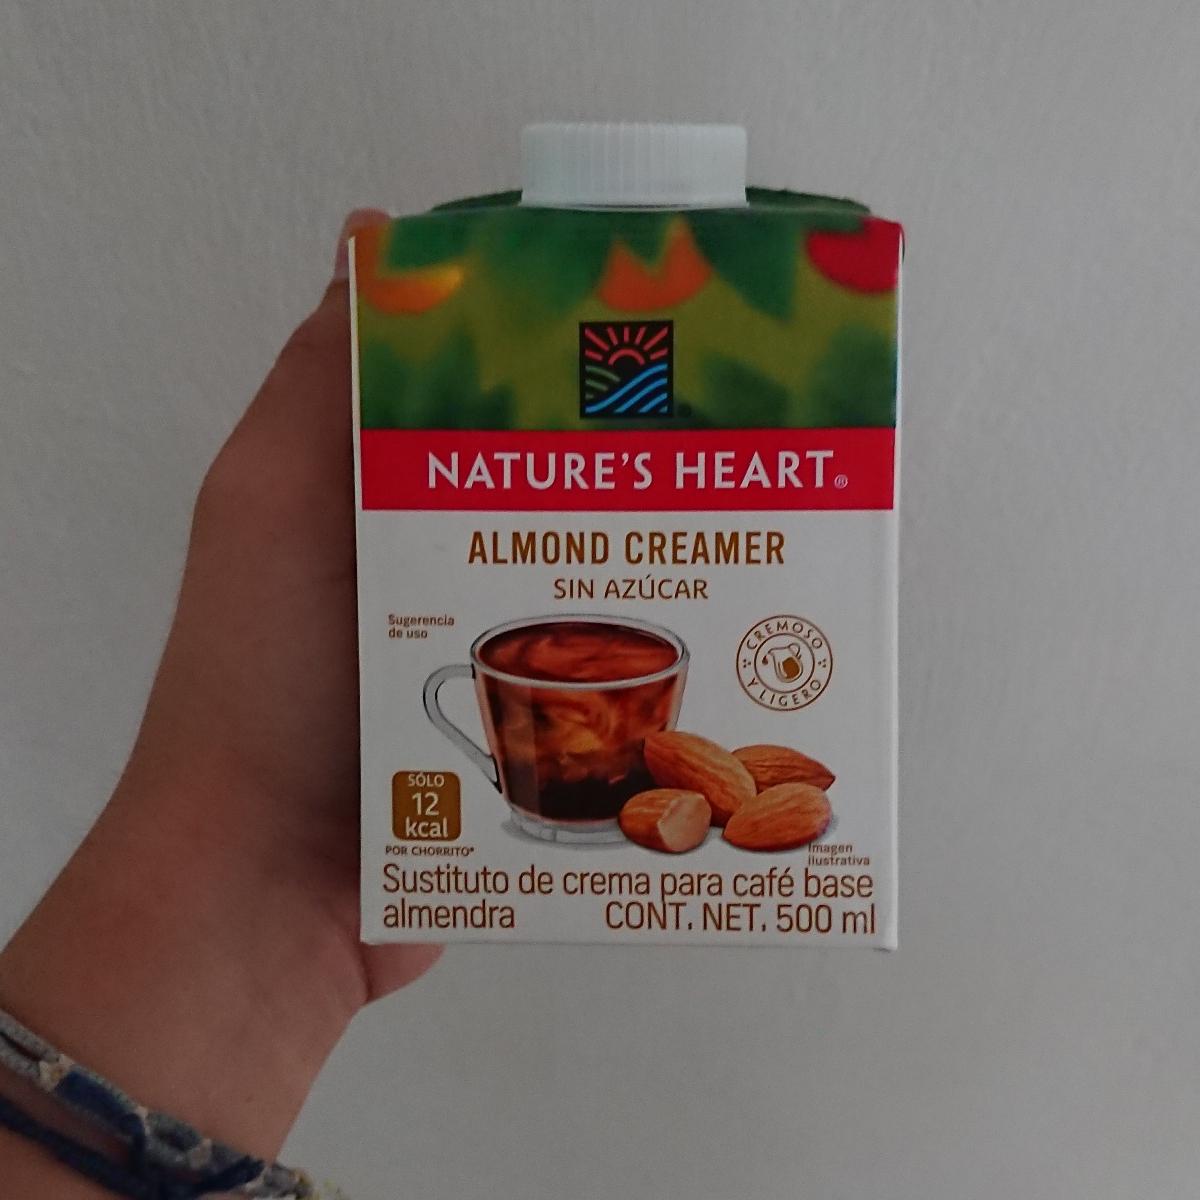 NATURE'S HEART®
ALMOND CREAMER
SIN AZÚCAR
Sugerencia
de uso
CREMOSO
Y LIGERO
SÓLO
12
kcal
POR CHORRITO*
Imagen
ilustrativa
Sustituto de crema para café base
almendra CONT. NET. 500 ml